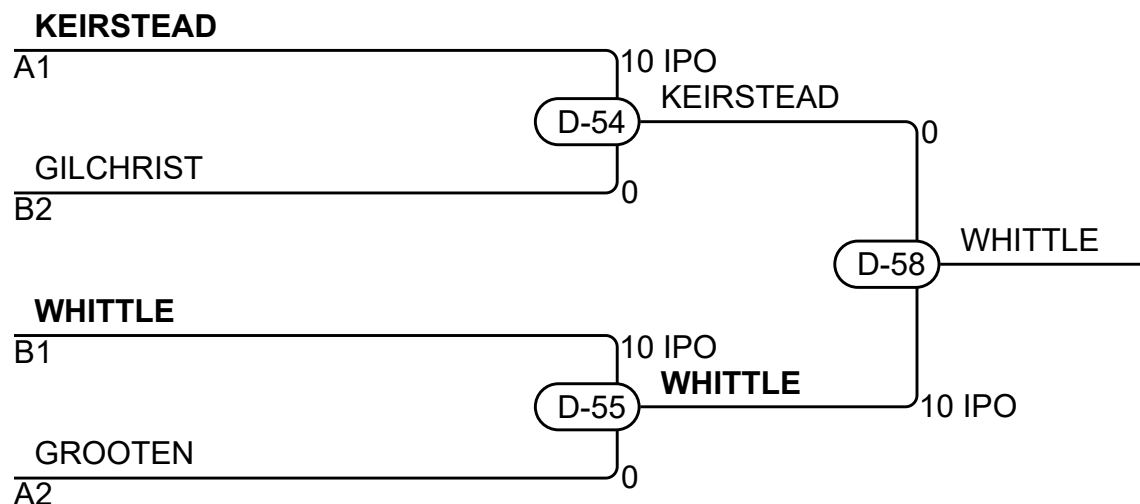 KEIRSTEAD
A1
10 IPO
KEIRSTEAD
D-54
0
GILCHRIST
B2
0
WHITTLE
D-58
WHITTLE
B1
10 IPO
WHITTLE
D-55
10 IPO
GROOTEN
A2
0